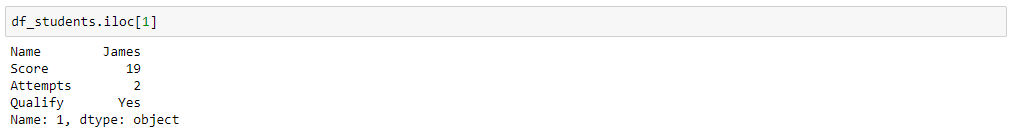 df_students.iloc[1]
Name        James
Score          19
Attempts        2
Qualify       Yes
Name: 1, dtype: object